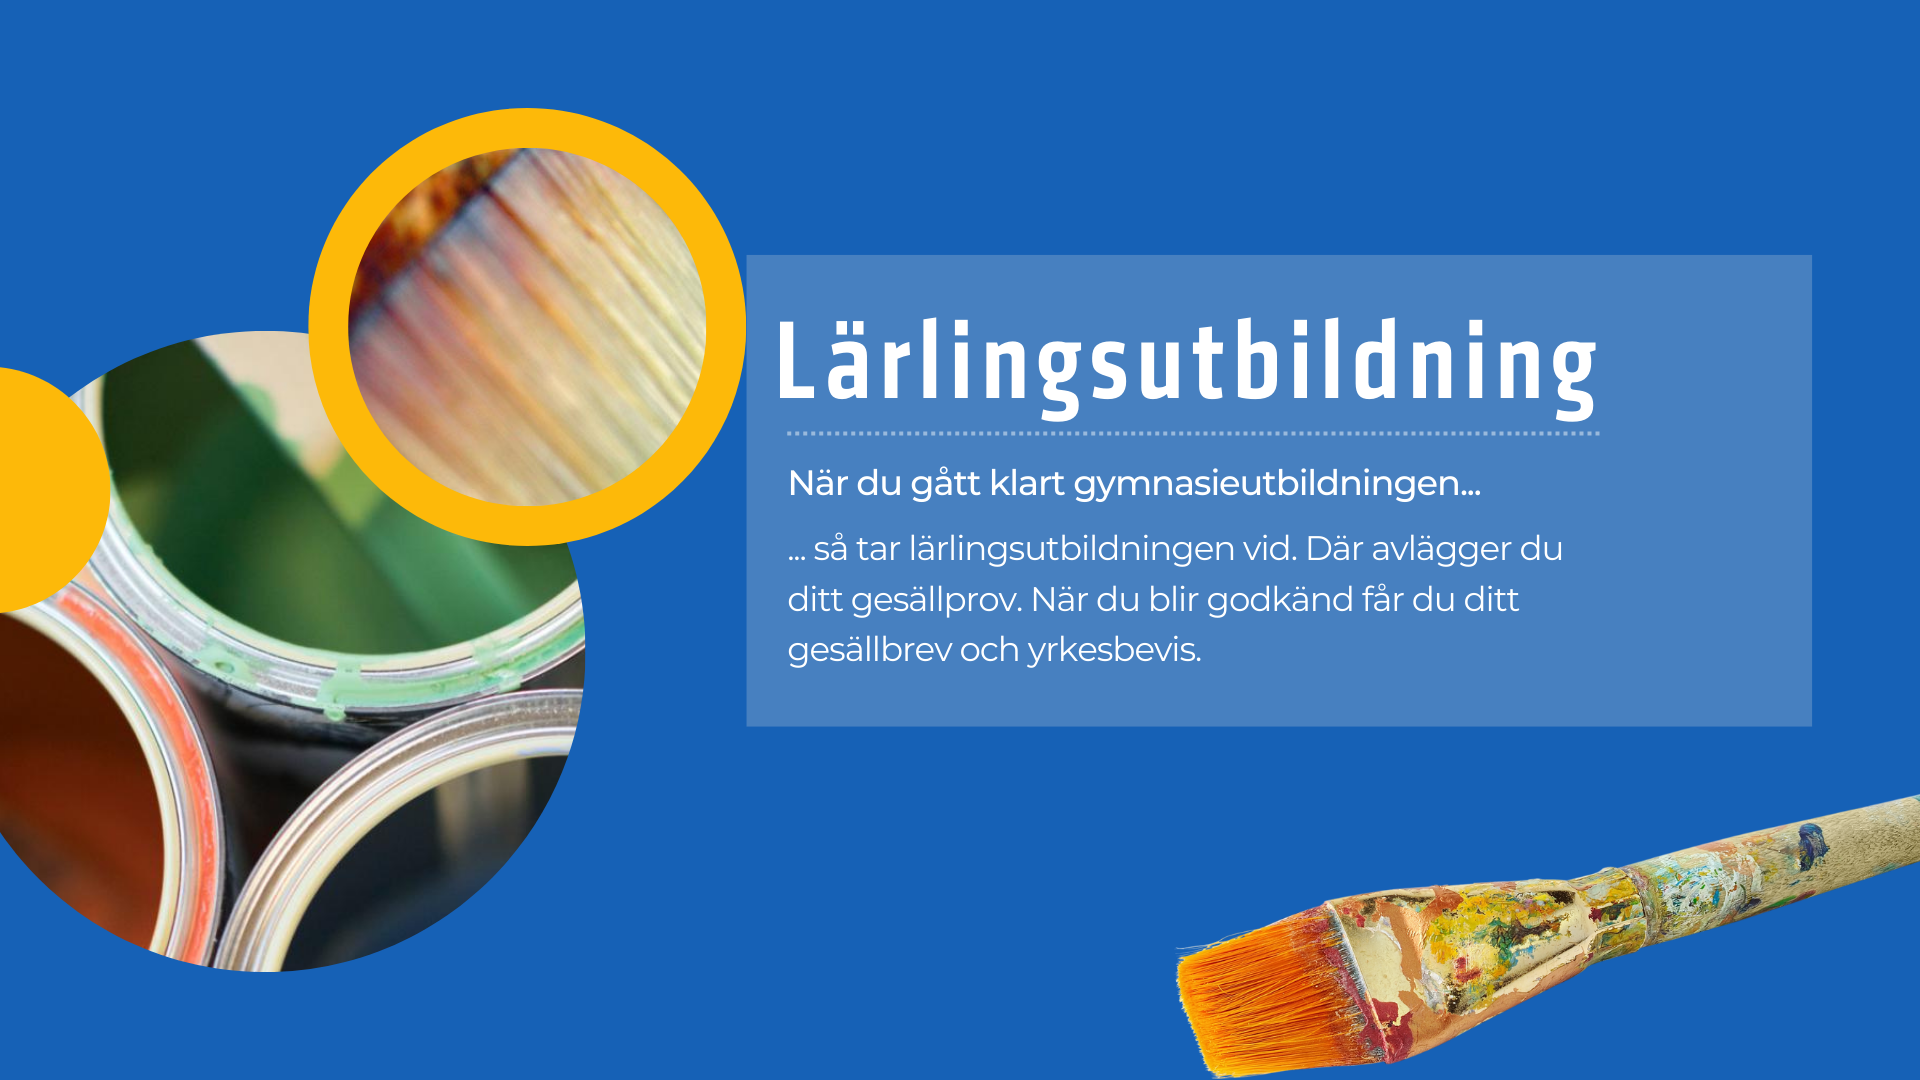 Lärlingsutbildning
När du gått klart gymnasieutbildningen...
... så tar lärlingsutbildningen vid. Där avlägger du
ditt gesällprov. När du blir godkänd får du ditt
gesällbrev och yrkesbevis.